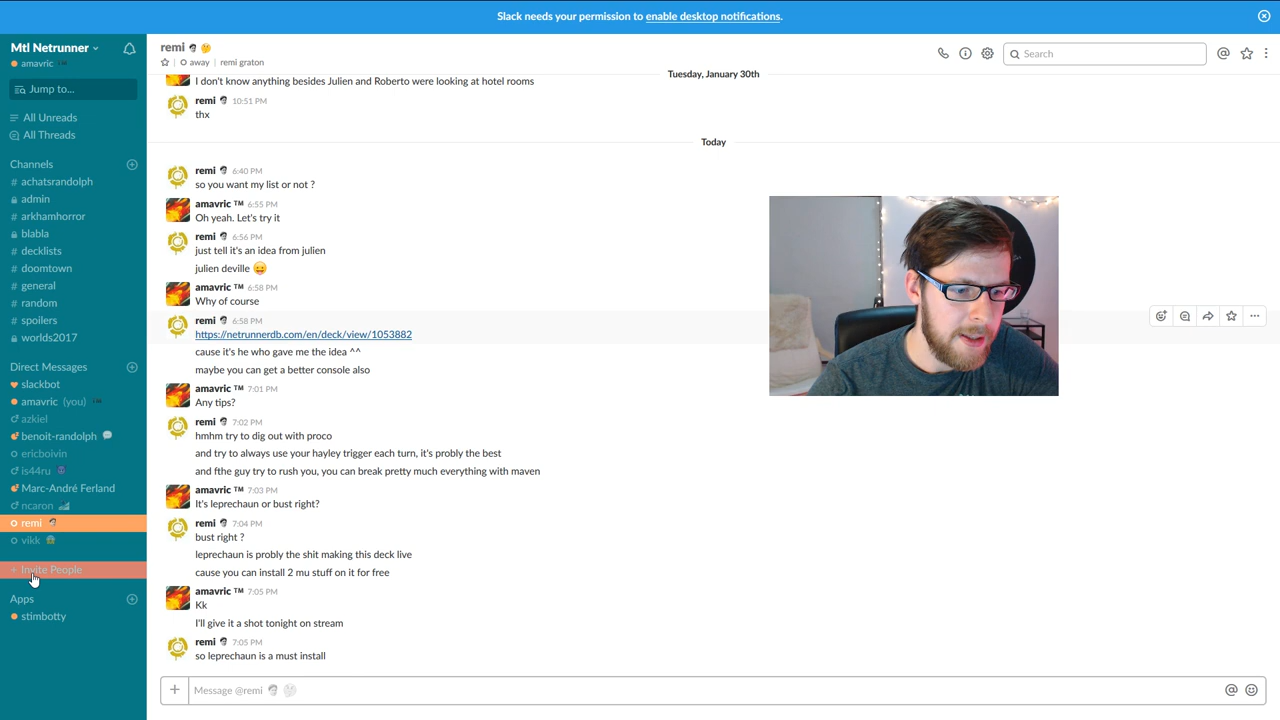 Slack needs your permission to enable desktop notifications.
Mtl Netrunner
amavric
Jump to...
All Unreads
All Threads
Channels
# achatsrandolph
admin
# arkhamhorror
blabla
# decklists
# doomtown
# general
# random
# spoilers
# worlds2017
Direct Messages
slackbot
amavric (you)
azkiel
benoit-randolph
ericboivin
is44ru
Marc-André Ferland
ncaron
remi
vikk
+ Invite People
Apps
stimbotty
remi
away | remi graton
Search
Tuesday, January 30th
I don't know anything besides Julien and Roberto were looking at hotel rooms
remi 10:51 PM
thx
Today
remi 6:40 PM
so you want my list or not ?
amavric TM 6:55 PM
Oh yeah. Let's try it
remi 6:56 PM
just tell it's an idea from julien
julien deville
amavric TM 6:58 PM
Why of course
remi 6:58 PM
https://netrunnerdb.com/en/deck/view/1053882
cause it's he who gave me the idea ^^
maybe you can get a better console also
amavric TM 7:01 PM
Any tips?
remi 7:02 PM
hmhm try to dig out with proco
and try to always use your hayley trigger each turn, it's probly the best
and fthe guy try to rush you, you can break pretty much everything with maven
amavric TM 7:03 PM
It's leprechaun or bust right?
remi 7:04 PM
bust right ?
leprechaun is probly the shit making this deck live
cause you can install 2 mu stuff on it for free
amavric TM 7:05 PM
Kk
I'll give it a shot tonight on stream
remi 7:05 PM
so leprechaun is a must install
Message @remi